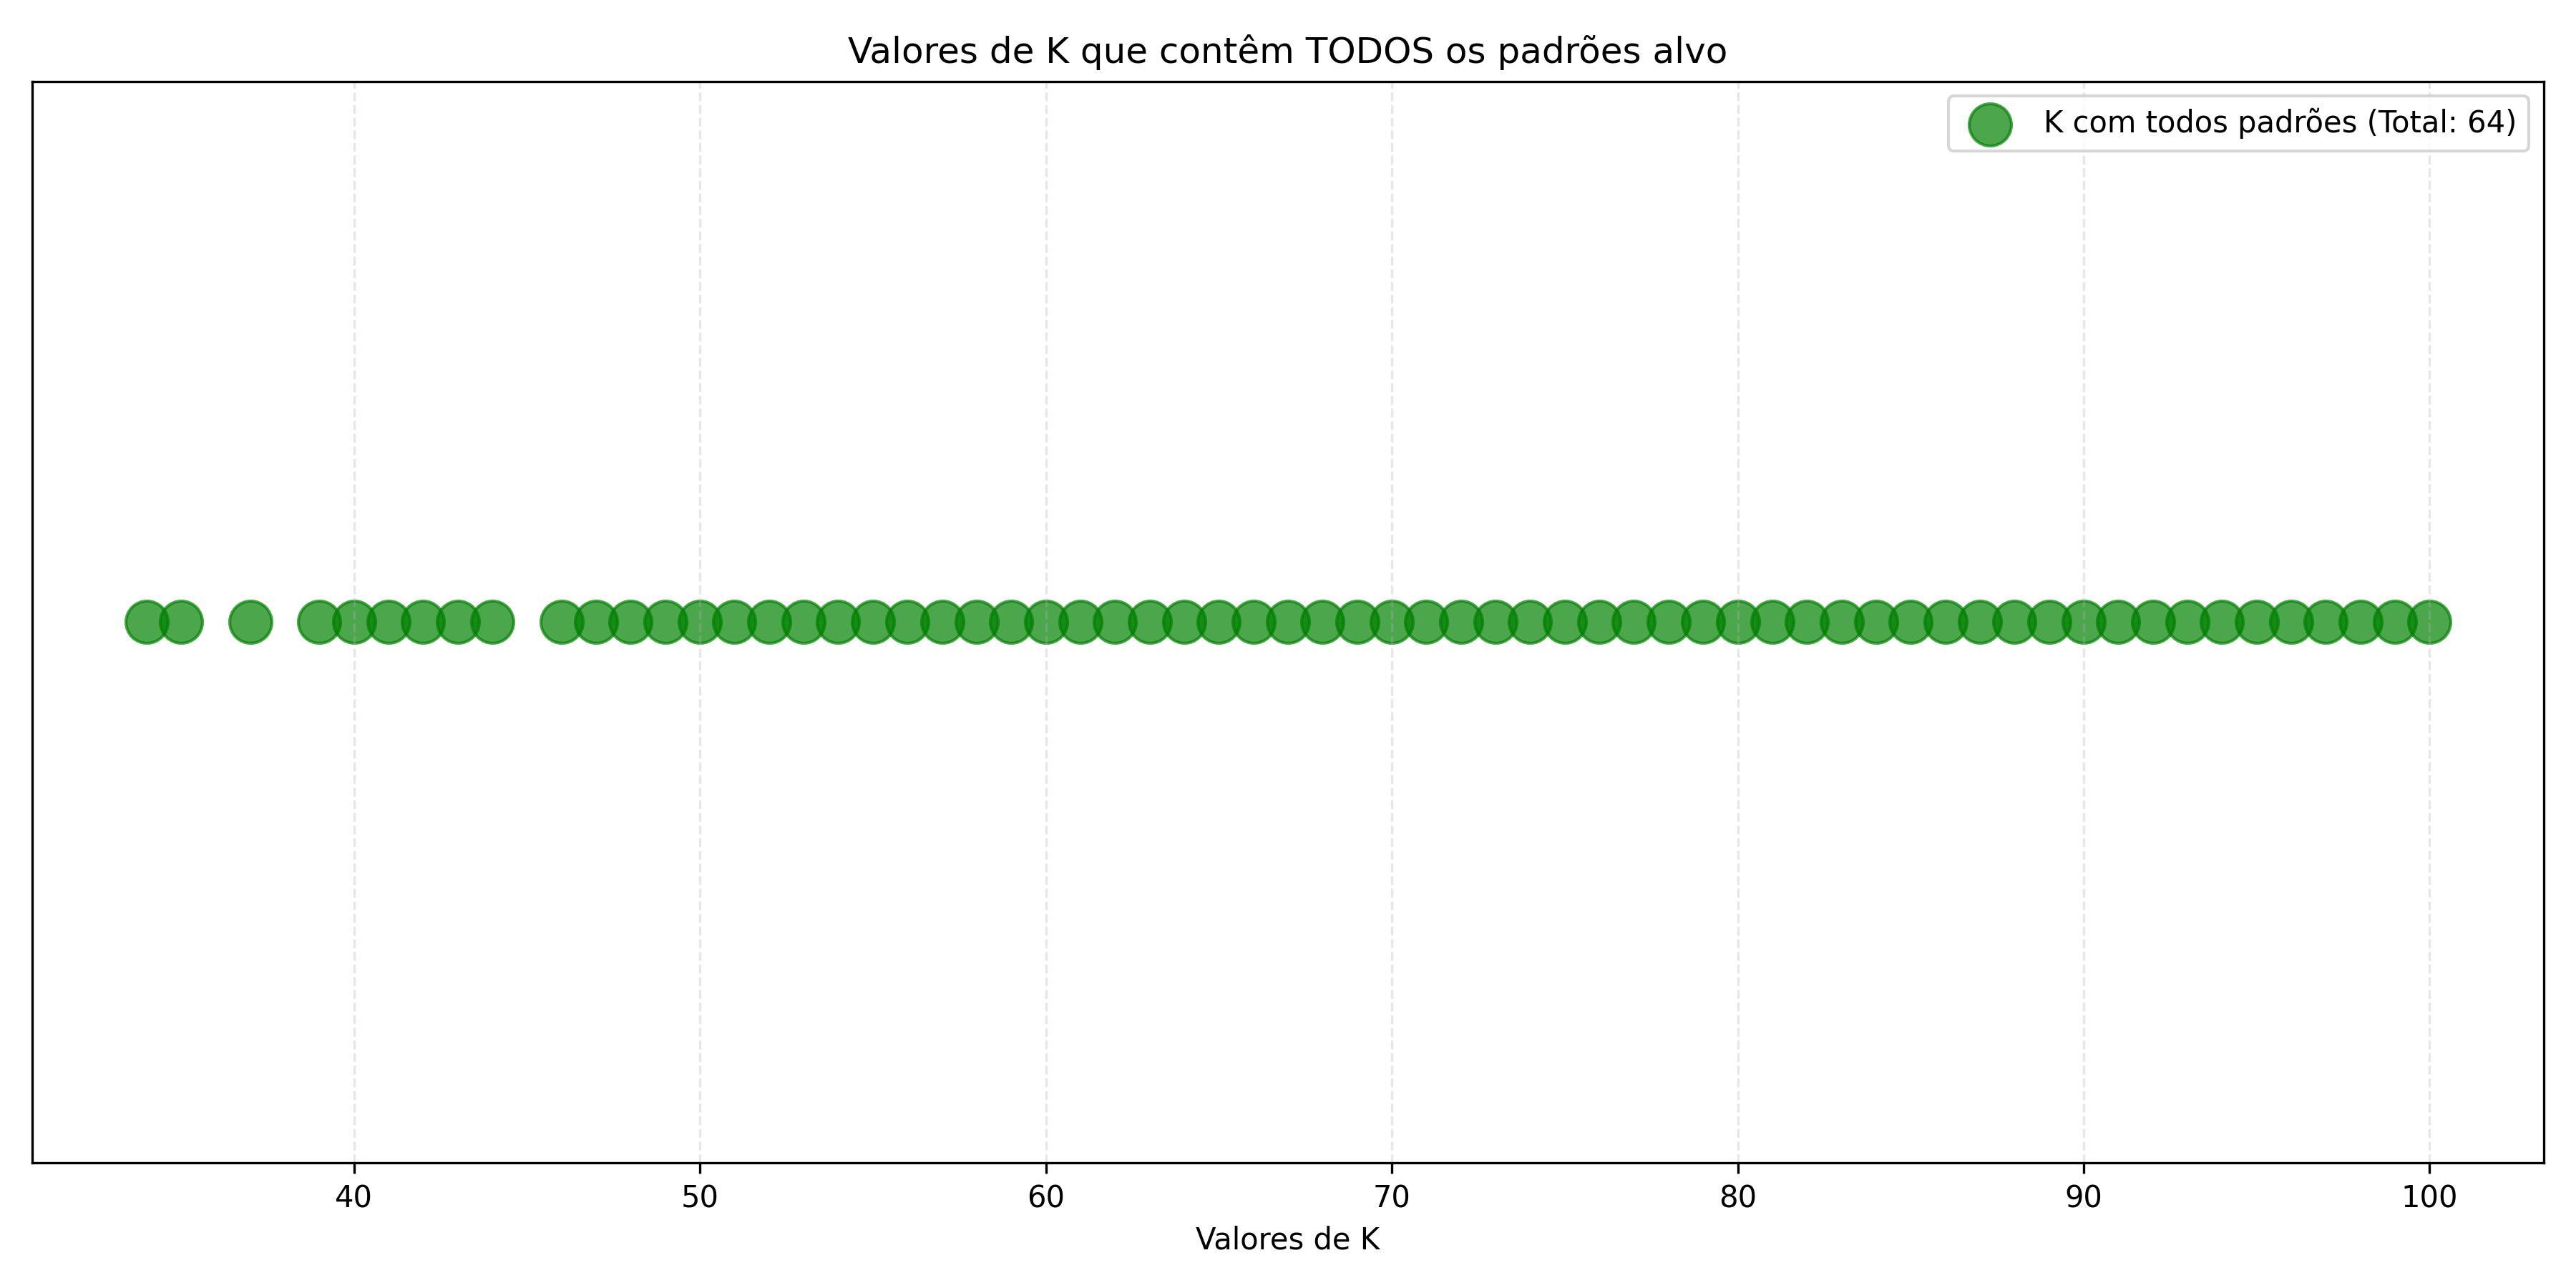 Valores de K que contêm TODOS os padrões alvo
K com todos padrões (Total: 64)
40 50 60 70 80 90 100
Valores de K